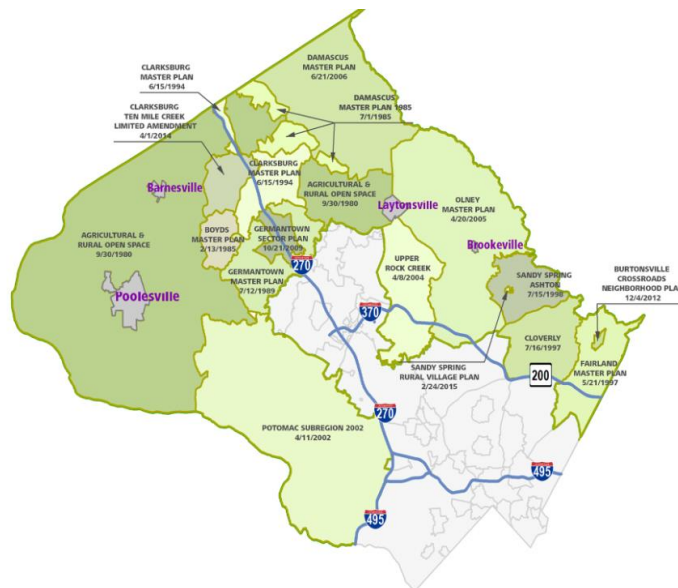 DAMASCUS
MASTER PLAN
6/21/2006
CLARKSBURG
MASTER PLAN
6/15/1994
CLARKSBURG
TEN MILE CREEK
LIMITED AMENDMENT
4/1/2014
DAMASCUS
MASTER PLAN 1985
7/1/1985
CLARKSBURG
MASTER PLAN
6/15/1994
Barnesville
AGRICULTURAL &
RURAL OPEN SPACE
9/30/1980
Laytonsville
OLNEY
MASTER PLAN
4/20/2005
BOYDS
MASTER PLAN
2/13/1985
GERMANTOWN
SECTOR PLAN
10/21/2009
AGRICULTURAL &
RURAL OPEN SPACE
9/30/1980
Brookeville
UPPER
ROCK CREEK
4/8/2004
BURTONSVILLE
CROSSROADS
NEIGHBORHOOD PLA
12/4/2012
270
GERMANTOWN
MASTER PLAN
7/12/1989
SANDY SPRING
ASHTON
7/15/1998
Poolesville
370
CLOVERLY
7/16/1997
SANDY SPRING
RURAL VILLAGE PLAN
2/24/2015
200
FAIRLAND
MASTER PLAN
5/21/1997
270
POTOMAC SUBREGION 2002
4/11/2002
495
495